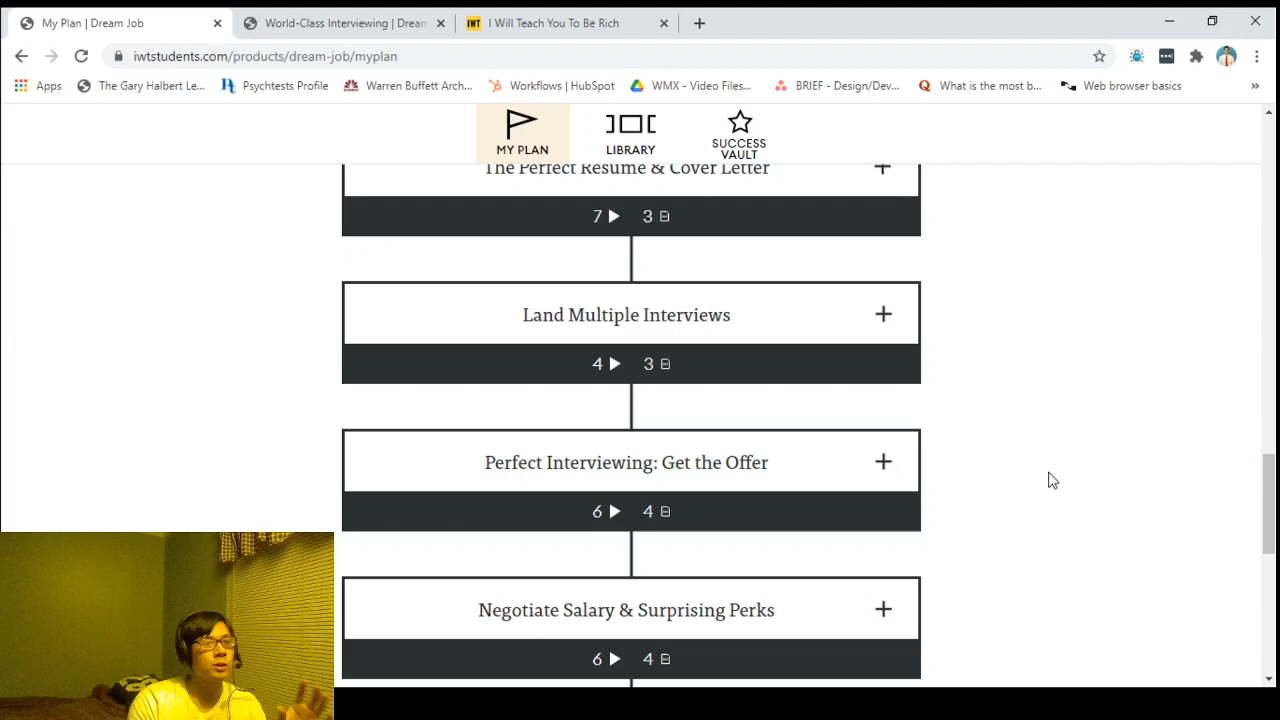 My Plan | Dream Job
World-Class Interviewing | Dream
IWT I Will Teach You To Be Rich
iwtstudents.com/products/dream-job/myplan
Apps
The Gary Halbert Le...
Psychtests Profile
Warren Buffett Arch...
Workflows | HubSpot
WMX - Video Files...
BRIEF - Design/Dev...
What is the most b...
Web browser basics
MY PLAN
LIBRARY
SUCCESS
VAULT
The Perfect Resume & Cover Letter
7 3
Land Multiple Interviews
4 3
Perfect Interviewing: Get the Offer
6 4
Negotiate Salary & Surprising Perks
6 4